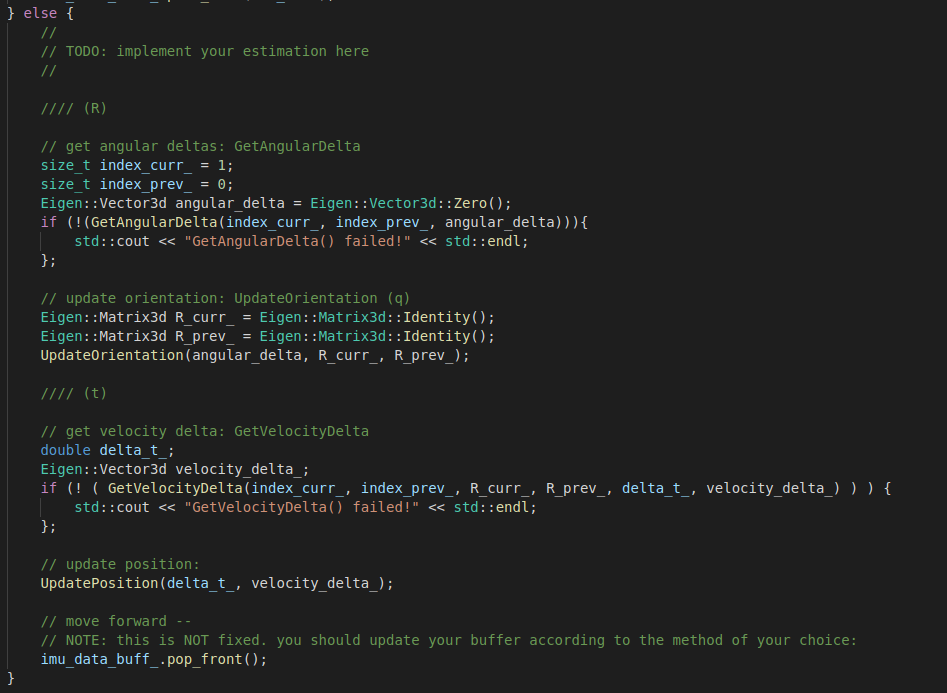 } else {
//
// TODO: implement your estimation here
//
//// (R)
// get angular deltas: GetAngularDelta
size_t index_curr_ = 1;
size_t index_prev_ = 0;
Eigen::Vector3d angular_delta = Eigen::Vector3d::Zero();
if (!(GetAngularDelta(index_curr_, index_prev_, angular_delta))){
std::cout << "GetAngularDelta() failed!" << std::endl;
};
// update orientation: UpdateOrientation (q)
Eigen::Matrix3d R_curr_ = Eigen::Matrix3d::Identity();
Eigen::Matrix3d R_prev_ = Eigen::Matrix3d::Identity();
UpdateOrientation(angular_delta, R_curr_, R_prev_);
//// (t)
// get velocity delta: GetVelocityDelta
double delta_t_;
Eigen::Vector3d velocity_delta_;
if (! ( GetVelocityDelta(index_curr_, index_prev_, R_curr_, R_prev_, delta_t_, velocity_delta_) ) ) {
std::cout << "GetVelocityDelta() failed!" << std::endl;
};
// update position:
UpdatePosition(delta_t_, velocity_delta_);
// move forward --
// NOTE: this is NOT fixed. you should update your buffer according to the method of your choice:
imu_data_buff_.pop_front();
}